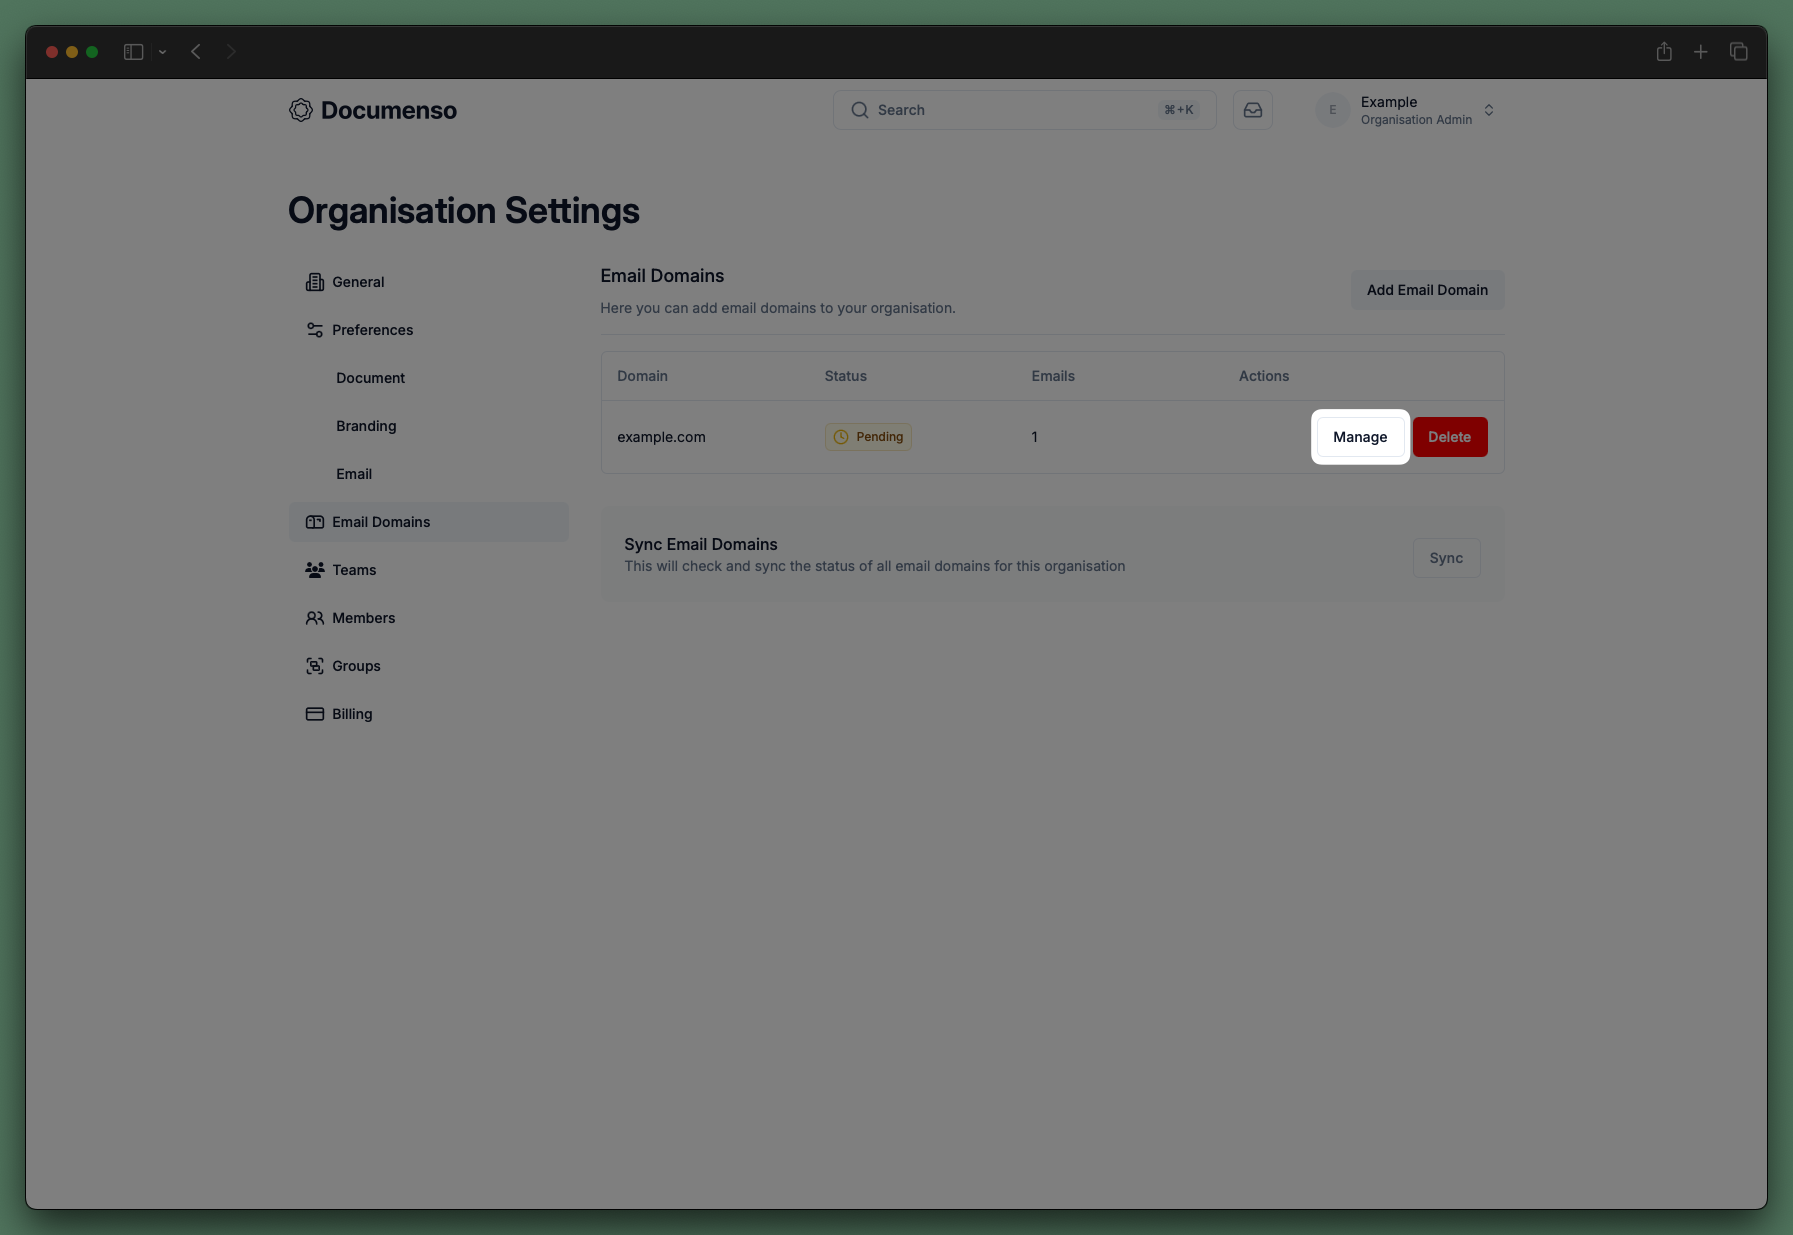 Documenso
Search
⌘+K
E
Example
Organisation Admin
Organisation Settings
General
Preferences
Document
Branding
Email
Email Domains
Teams
Members
Groups
Billing
Email Domains
Here you can add email domains to your organisation.
Add Email Domain
Domain Status Emails Actions
example.com Pending 1 Manage Delete
Sync Email Domains
This will check and sync the status of all email domains for this organisation
Sync